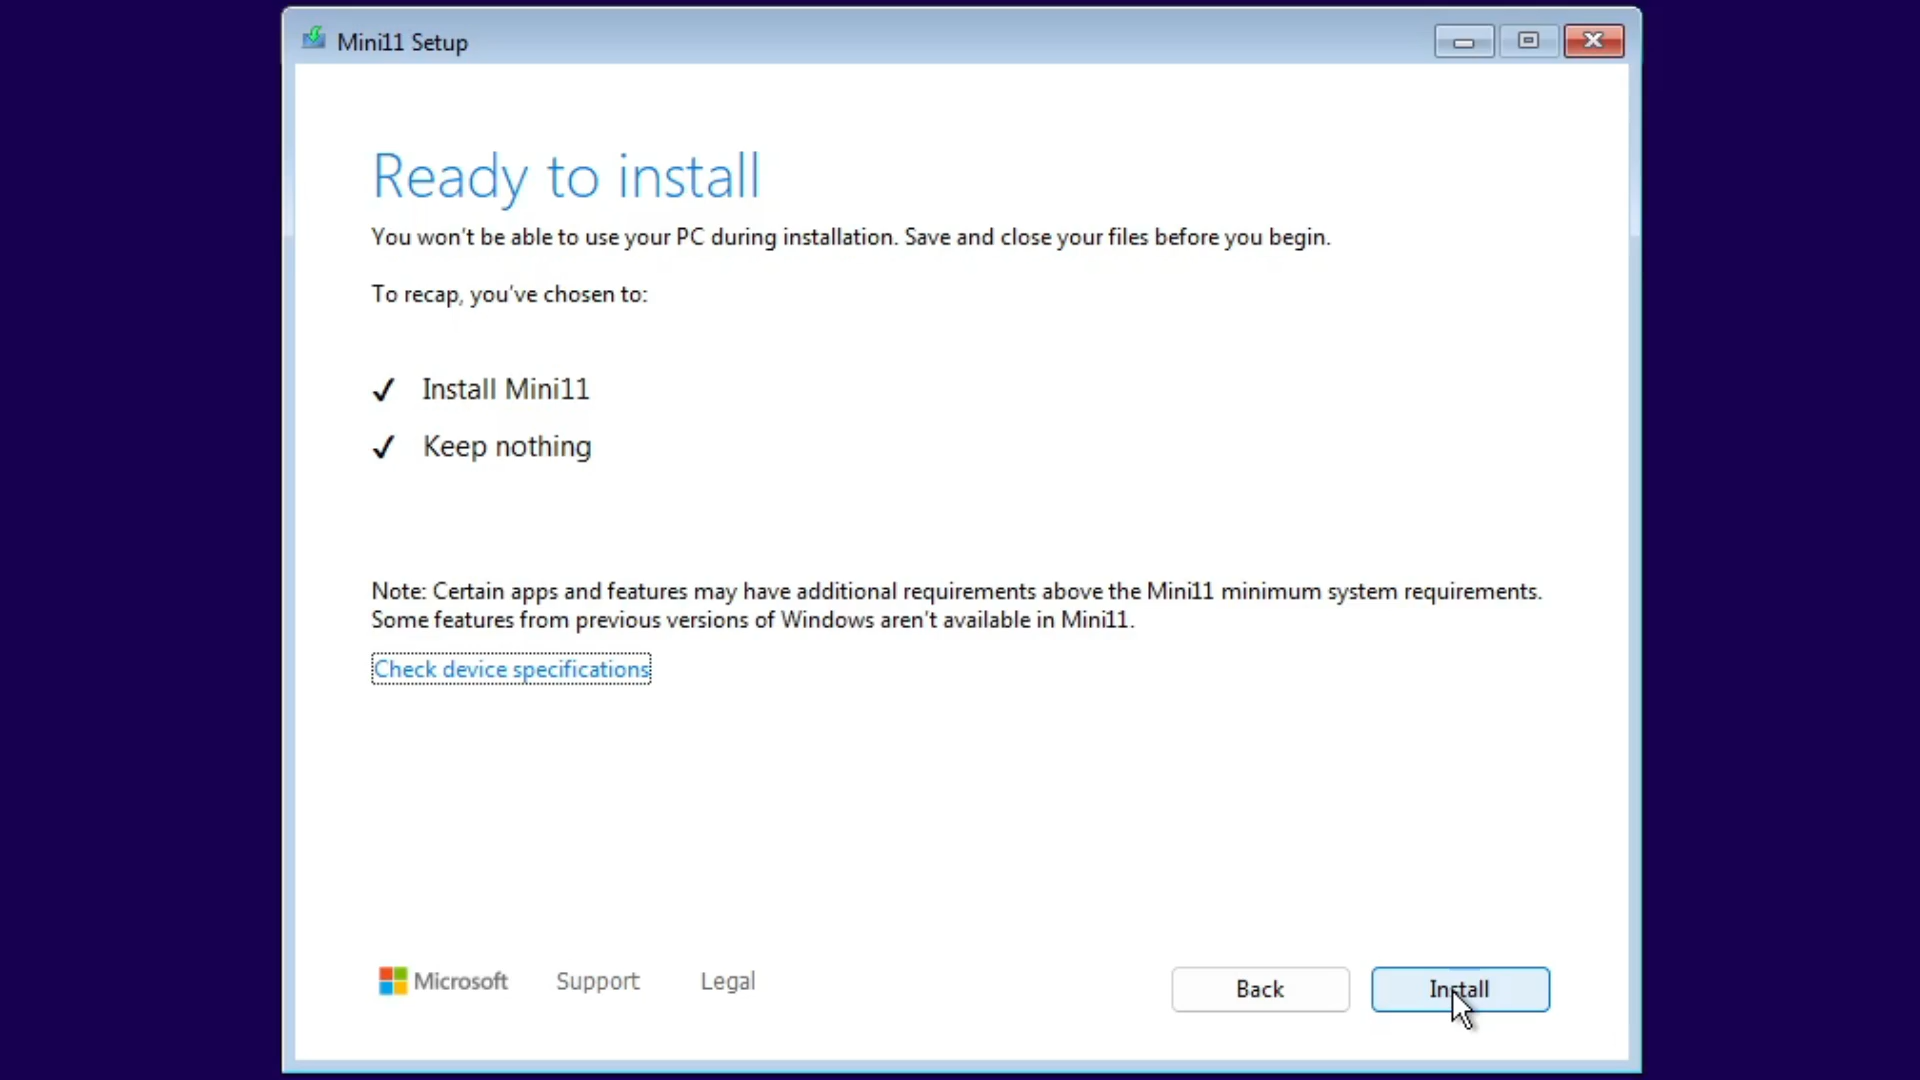 Mini11 Setup
Ready to install
You won't be able to use your PC during installation. Save and close your files before you begin.
To recap, you've chosen to:
✓ Install Mini11
✓ Keep nothing
Note: Certain apps and features may have additional requirements above the Mini11 minimum system requirements.
Some features from previous versions of Windows aren't available in Mini11.
Check device specifications
Microsoft Support Legal Back Install